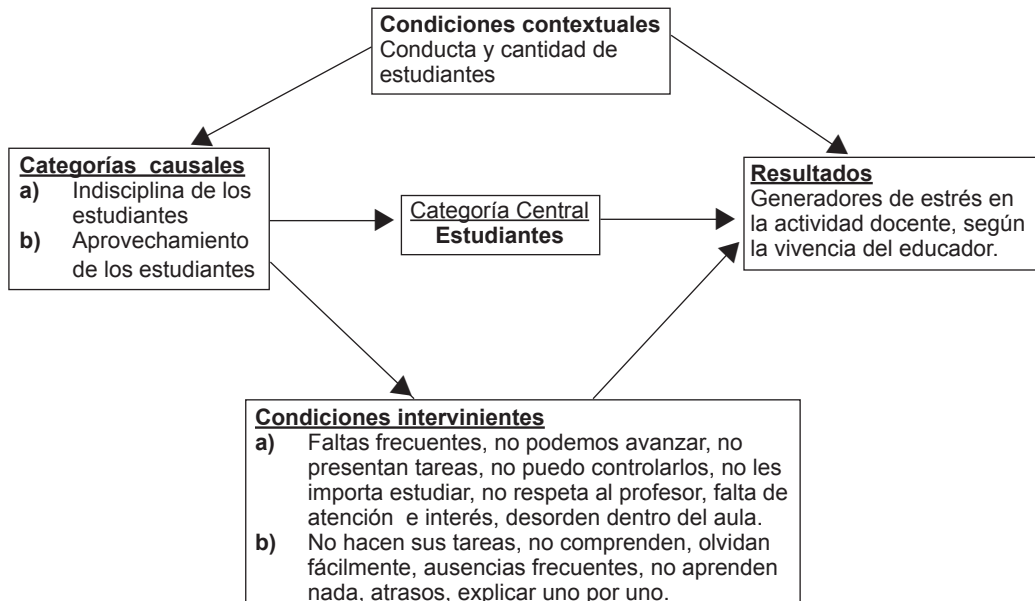 Condiciones contextuales
Conducta y cantidad de
estudiantes
Categorías causales
a) Indisciplina de los
estudiantes
b) Aprovechamiento
de los estudiantes
Categoría Central
Estudiantes
Resultados
Generadores de estrés en
la actividad docente, según
la vivencia del educador.
Condiciones intervinientes
a) Faltas frecuentes, no podemos avanzar, no
presentan tareas, no puedo controlarlos, no les
importa estudiar, no respeta al profesor, falta de
atención e interés, desorden dentro del aula.
b) No hacen sus tareas, no comprenden, olvidan
fácilmente, ausencias frecuentes, no aprenden
nada, atrasos, explicar uno por uno.